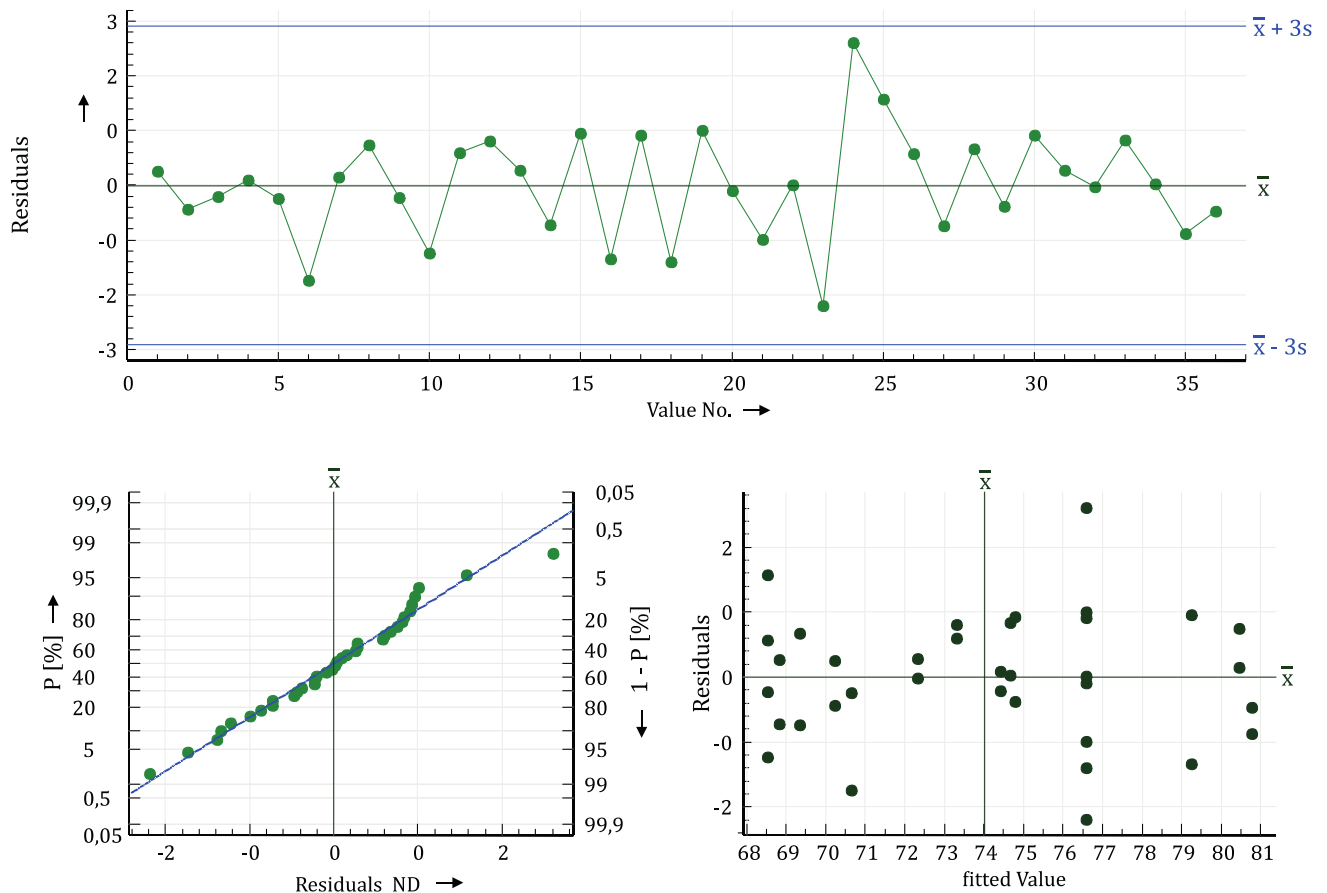 3
x̄ + 3s
2
0
Residuals
0
x̄
-0
-2
-3
x̄ - 3s
0 5 10 15 20 25 30 35
Value No.
x̄
x̄
99,9
0,05
0,5
99
95
5
2
80
20
0
P [%]
60
40
1 - P [%]
Residuals
40
60
0
x̄
20
80
-0
5
95
0,5
99
-2
0,05
99,9
-2 0 0 2
68 69 70 71 72 73 74 75 76 77 78 79 80 81
Residuals ND
fitted Value